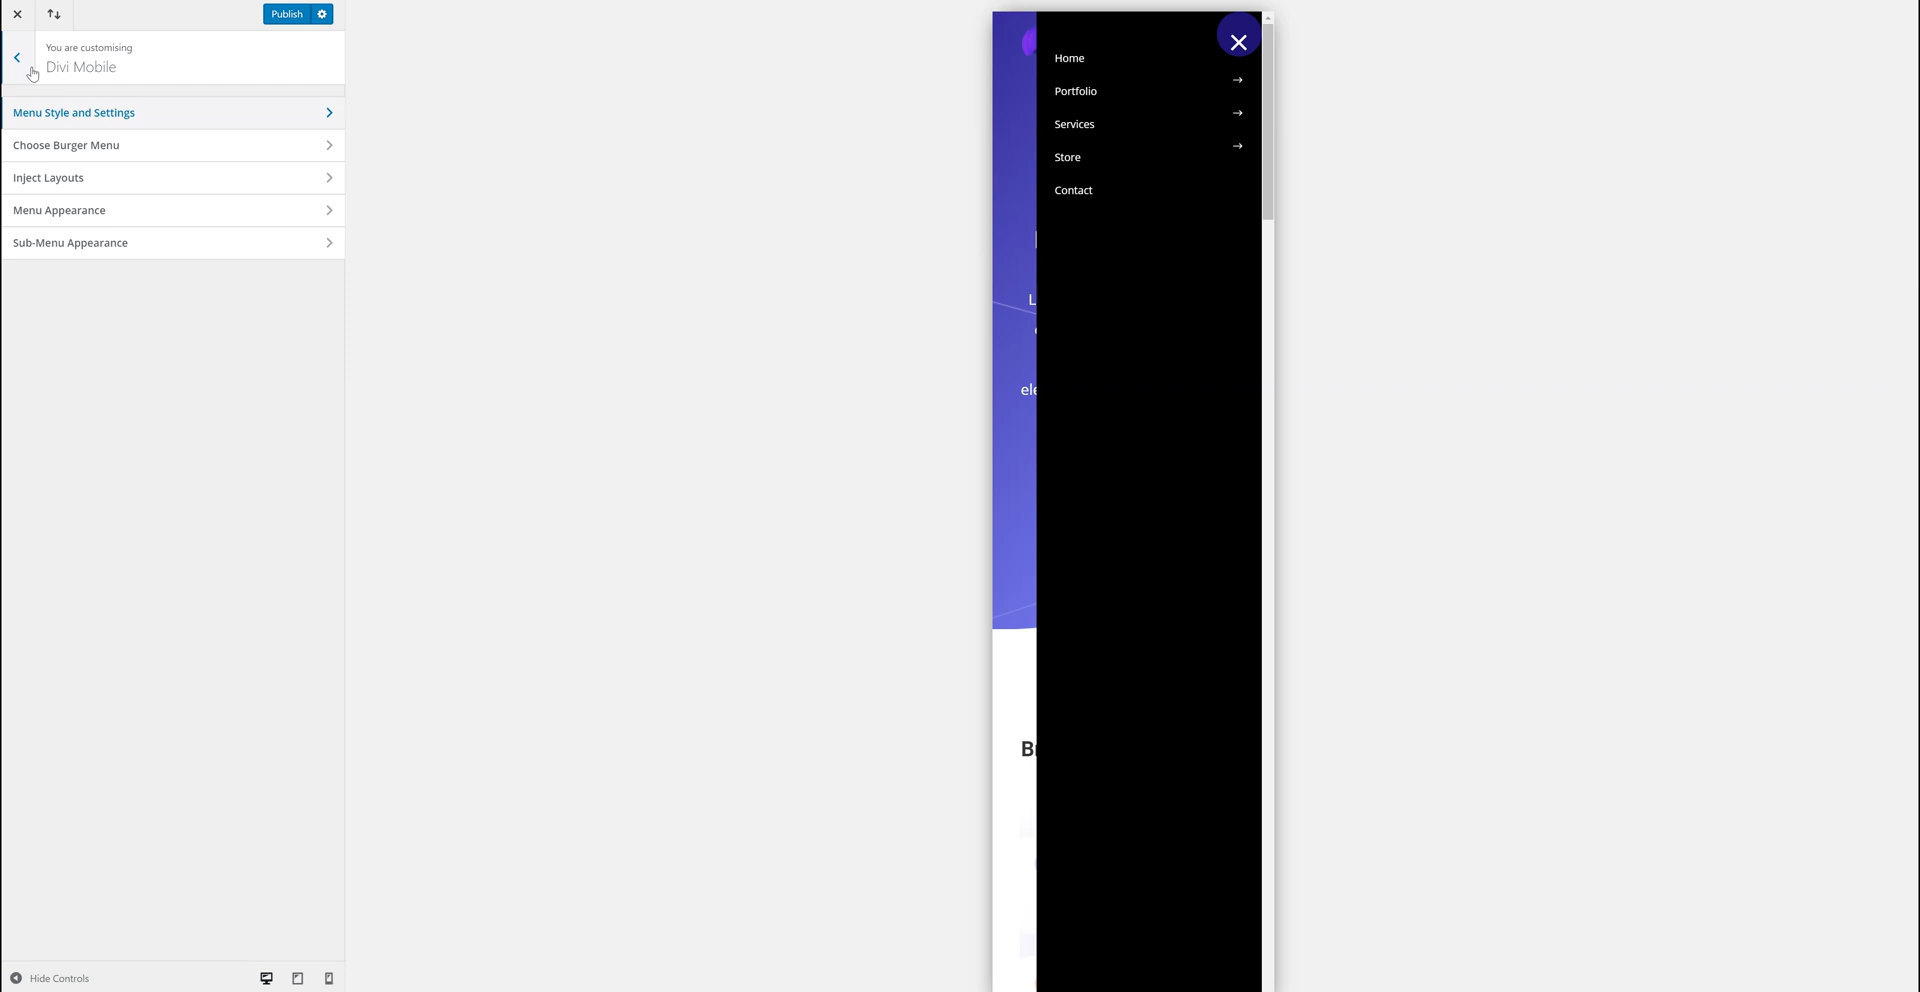 Publish
You are customising
Divi Mobile
Menu Style and Settings
Choose Burger Menu
Inject Layouts
Menu Appearance
Sub-Menu Appearance
Hide Controls
Home
Portfolio
Services
Store
Contact
L
ele